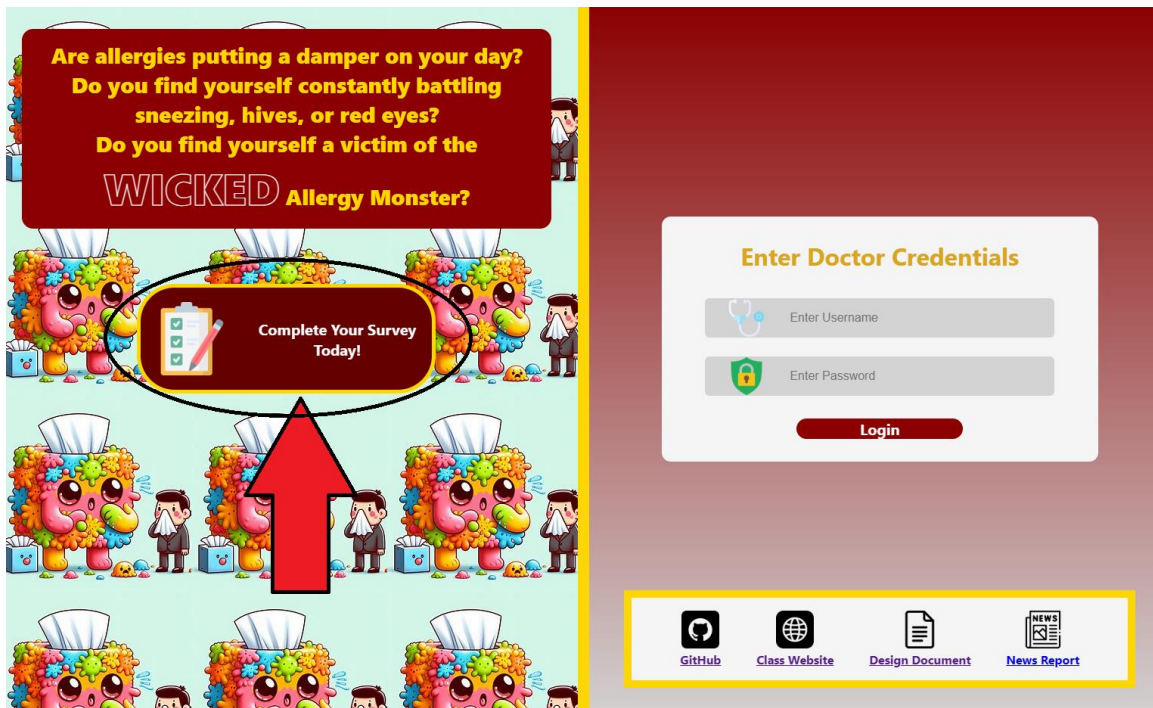 Are allergies putting a damper on your day?
Do you find yourself constantly battling
sneezing, hives, or red eyes?
Do you find yourself a victim of the
WICKED Allergy Monster?
Complete Your Survey
Today!
Enter Doctor Credentials
Enter Username
Enter Password
Login
NEWS
GitHub
Class Website
Design Document
News Report